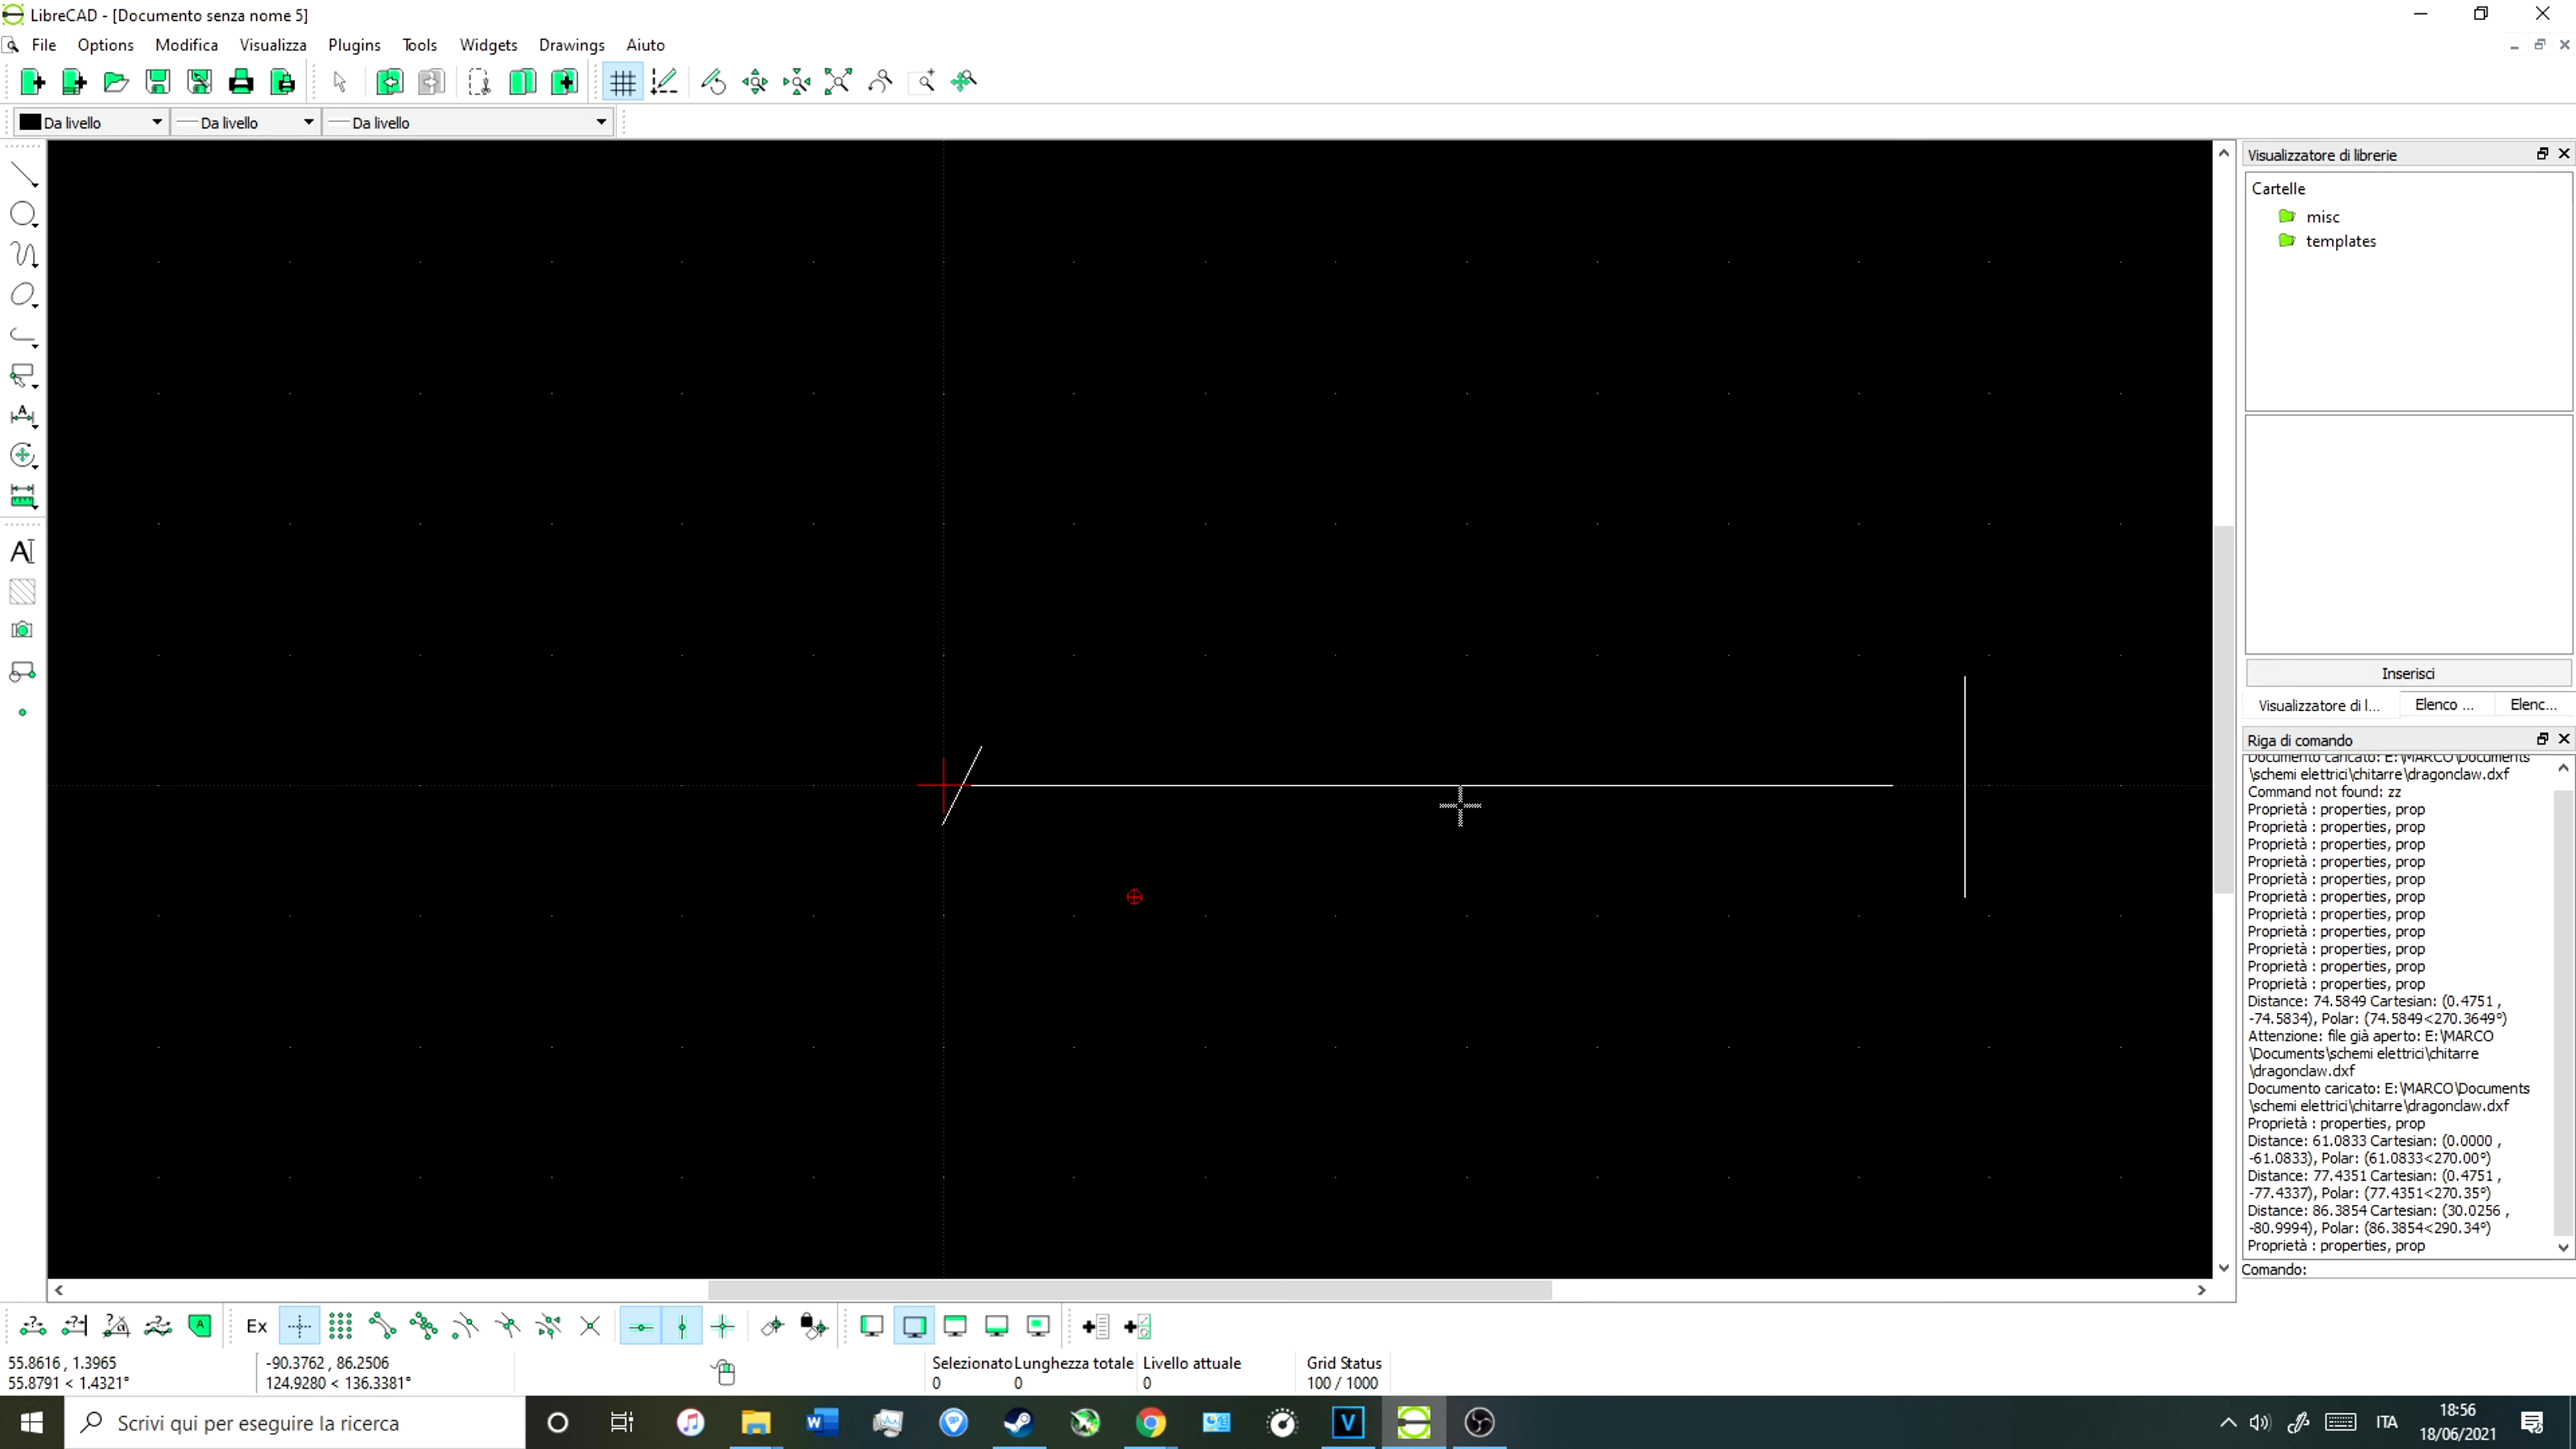 LibreCAD - [Documento senza nome 5]
File Options Modifica Visualizza Plugins Tools Widgets Drawings Aiuto
Da livello Da livello Da livello
Visualizzatore di librerie
Cartelle
misc
templates
Inserisci
Visualizzatore di l... Elenco ... Elenc...
Riga di comando
Documento caricato: E:\MARCO\Documents
\schemi elettrici\chitarre\dragonclaw.dxf
Command not found: zz
Proprietà : properties, prop
Proprietà : properties, prop
Proprietà : properties, prop
Proprietà : properties, prop
Proprietà : properties, prop
Proprietà : properties, prop
Proprietà : properties, prop
Proprietà : properties, prop
Proprietà : properties, prop
Proprietà : properties, prop
Proprietà : properties, prop
Distance: 74.5849 Cartesian: (0.4751 ,
-74.5834), Polar: (74.5849<270.3649°)
Attenzione: file già aperto: E:\MARCO
\Documents\schemi elettrici\chitarre
\dragonclaw.dxf
Documento caricato: E:\MARCO\Documents
\schemi elettrici\chitarre\dragonclaw.dxf
Proprietà : properties, prop
Distance: 61.0833 Cartesian: (0.0000 ,
-61.0833), Polar: (61.0833<270.00°)
Distance: 77.4351 Cartesian: (0.4751 ,
-77.4337), Polar: (77.4351<270.35°)
Distance: 86.3854 Cartesian: (30.0256 ,
-80.9994), Polar: (86.3854<290.34°)
Proprietà : properties, prop
Comando:
Ex
55.8616 , 1.3965 -90.3762 , 86.2506 Selezionato Lunghezza totale Livello attuale Grid Status
55.8791 < 1.4321° 124.9280 < 136.3381° 0 0 0 100 / 1000
Scrivi qui per eseguire la ricerca
ITA
18:56
18/06/2021